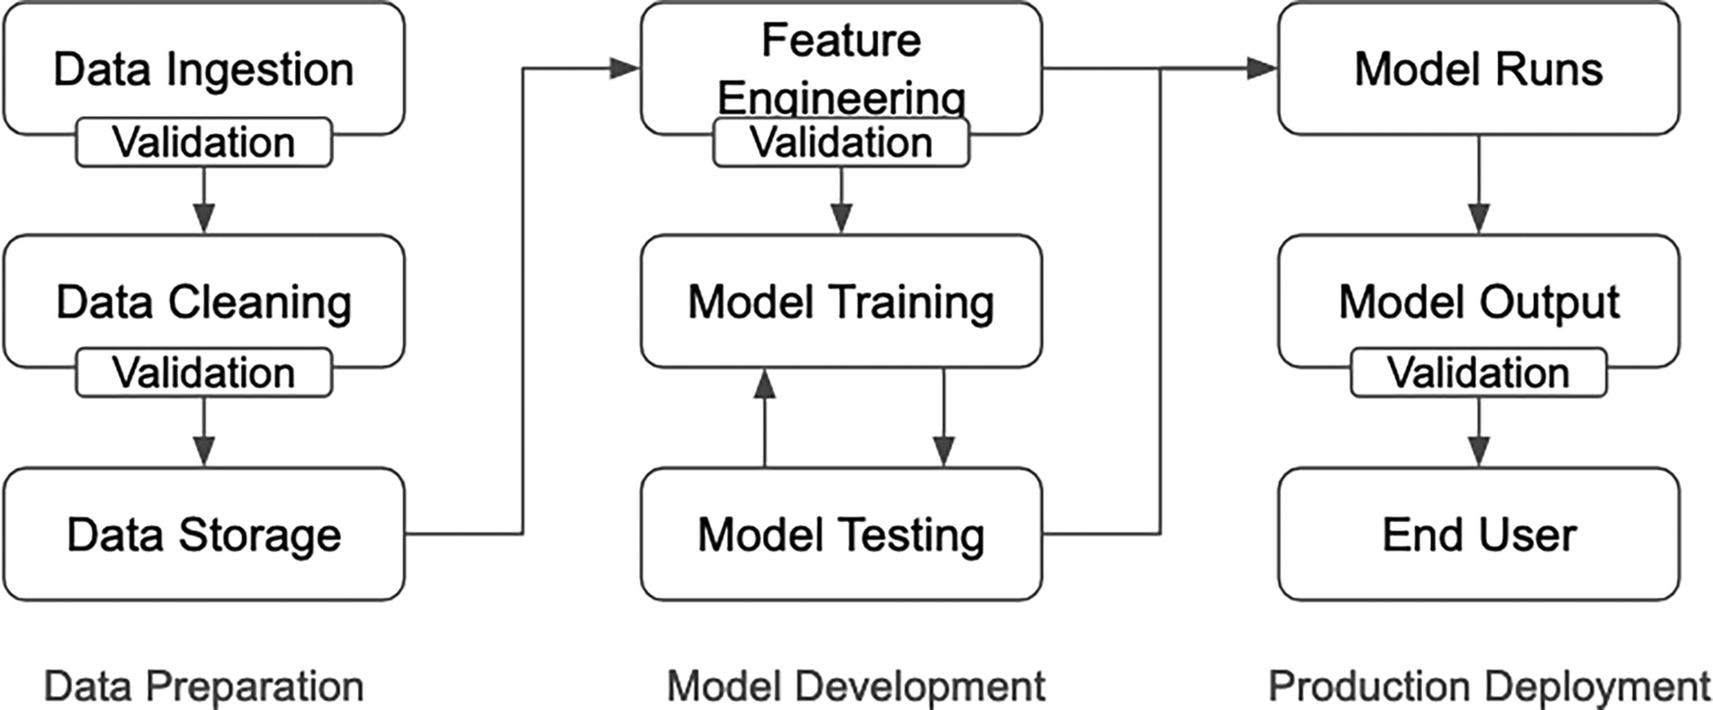 Data Ingestion
Validation
Data Cleaning
Validation
Data Storage
Data Preparation
Feature
Engineering
Validation
Model Training
Model Testing
Model Development
Model Runs
Model Output
Validation
End User
Production Deployment